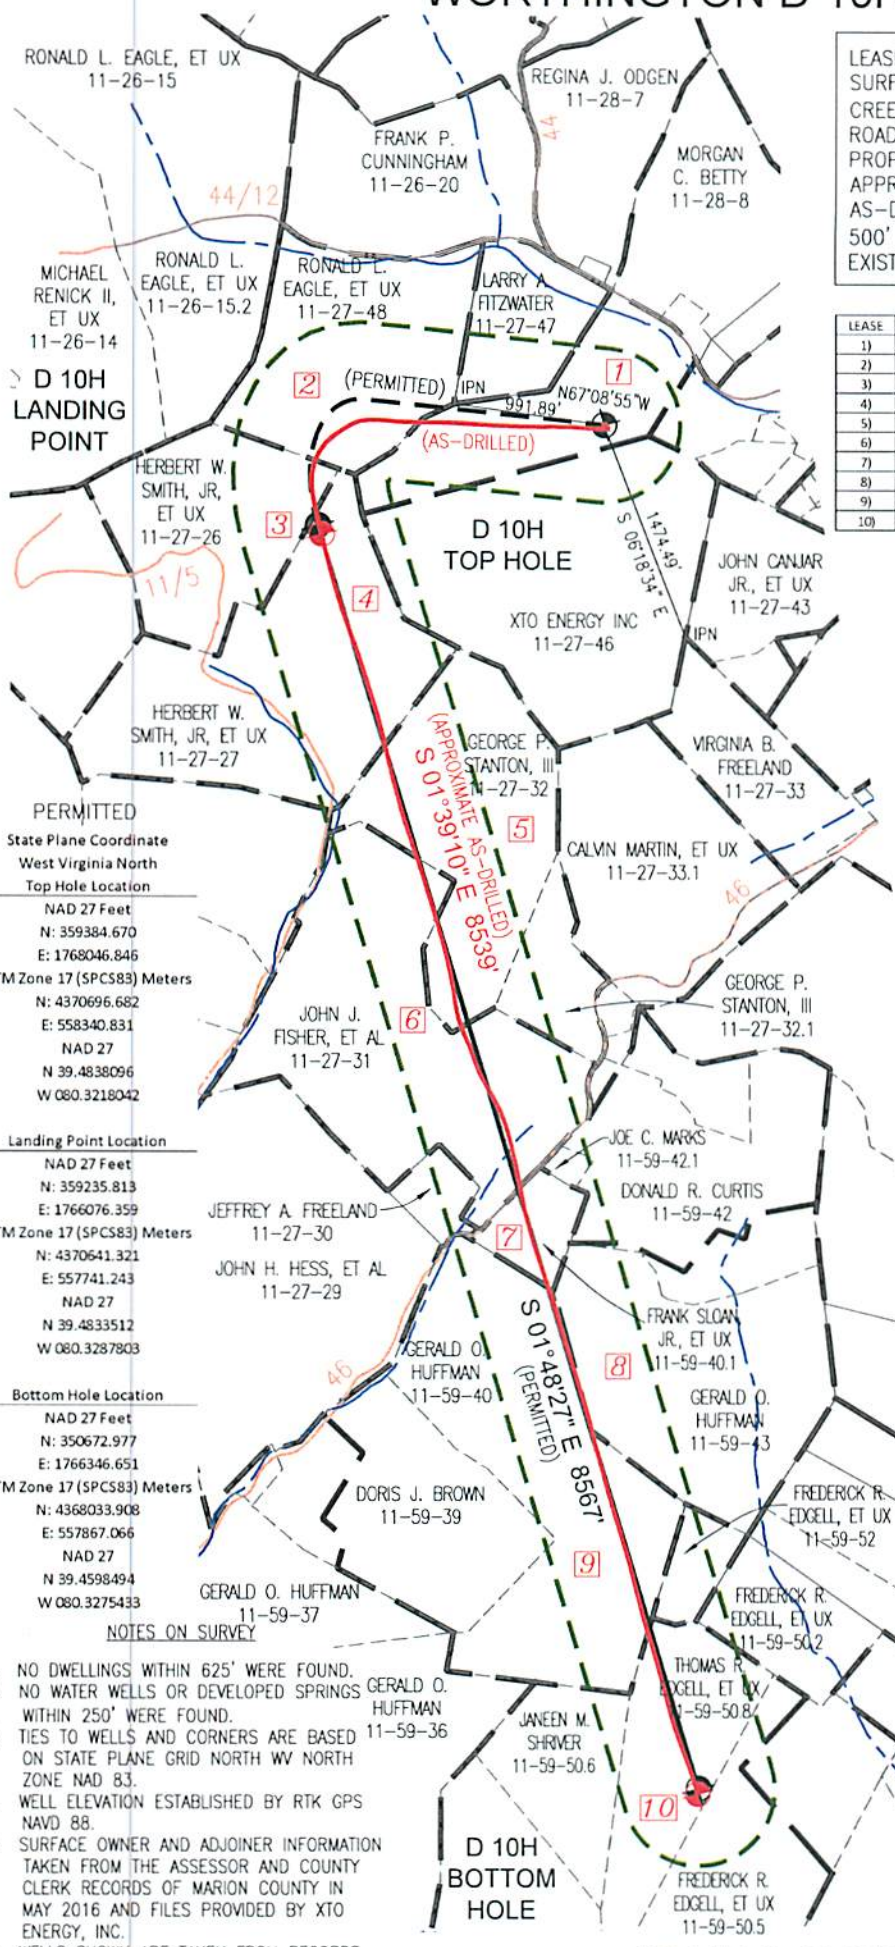 LEASE
1)
2)
3)
4)
5)
6)
7)
8)
9)
10)
RONALD L. EAGLE, ET UX
11-26-15
REGINA J. ODGEN
11-28-7
44
FRANK P.
CUNNINGHAM
11-26-20
MORGAN
C. BETTY
11-28-8
44/12
MICHAEL
RENICK II,
ET UX
11-26-14
RONALD L.
EAGLE, ET UX
11-26-15.2
RONALD L.
EAGLE, ET UX
11-27-48
LARRY A.
FITZWATER
11-27-47
D 10H
LANDING
POINT
2
(PERMITTED)
IPN
1
N67°08'55"W
991.89'
(AS-DRILLED)
HERBERT W.
SMITH, JR,
ET UX
11-27-26
3
D 10H
TOP HOLE
1474.49'
S 06°18'34" E
JOHN CANJAR
JR., ET UX
11-27-43
11/5
4
XTO ENERGY INC
11-27-46
IPN
HERBERT W.
SMITH, JR, ET UX
11-27-27
GEORGE P.
STANTON, III
11-27-32
VIRGINIA B.
FREELAND
11-27-33
(APPROXIMATE AS-DRILLED)
S 01°39'10" E 8539'
5
CALVIN MARTIN, ET UX
11-27-33.1
46
PERMITTED
State Plane Coordinate
West Virginia North
Top Hole Location
NAD 27 Feet
N: 359384.670
E: 1768046.846
TM Zone 17 (SPCS83) Meters
N: 4370696.682
E: 558340.831
NAD 27
N 39.4838096
W 080.3218042
Landing Point Location
NAD 27 Feet
N: 359235.813
E: 1766076.359
TM Zone 17 (SPCS83) Meters
N: 4370641.321
E: 557741.243
NAD 27
N 39.4833512
W 080.3287803
Bottom Hole Location
NAD 27 Feet
N: 350672.977
E: 1766346.651
TM Zone 17 (SPCS83) Meters
N: 4368033.908
E: 557867.066
NAD 27
N 39.4598494
W 080.3275433
GEORGE P.
STANTON, III
11-27-32.1
JOHN J.
FISHER, ET AL
11-27-31
6
JOE C. MARKS
11-59-42.1
DONALD R. CURTIS
11-59-42
JEFFREY A. FREELAND
11-27-30
7
JOHN H. HESS, ET AL
11-27-29
FRANK SLOAN
JR., ET UX
11-59-40.1
S 01°48'27" E 8567'
(PERMITTED)
46
GERALD O.
HUFFMAN
11-59-40
8
GERALD O.
HUFFMAN
11-59-43
DORIS J. BROWN
11-59-39
FREDERICK R.
EDGELL, ET UX
11-59-52
9
GERALD O. HUFFMAN
11-59-37
FREDERICK R.
EDGELL, ET UX
11-59-50.2
THOMAS R.
EDGELL, ET UX
11-59-50.8
GERALD O.
HUFFMAN
11-59-36
JANEEN M.
SHRIVER
11-59-50.6
10
D 10H
BOTTOM
HOLE
FREDERICK R.
EDGELL, ET UX
11-59-50.5
NOTES ON SURVEY
NO DWELLINGS WITHIN 625' WERE FOUND.
NO WATER WELLS OR DEVELOPED SPRINGS
WITHIN 250' WERE FOUND.
TIES TO WELLS AND CORNERS ARE BASED
ON STATE PLANE GRID NORTH WV NORTH
ZONE NAD 83.
WELL ELEVATION ESTABLISHED BY RTK GPS
NAVD 88.
SURFACE OWNER AND ADJOINER INFORMATION
TAKEN FROM THE ASSESSOR AND COUNTY
CLERK RECORDS OF MARION COUNTY IN
MAY 2016 AND FILES PROVIDED BY XTO
ENERGY, INC.